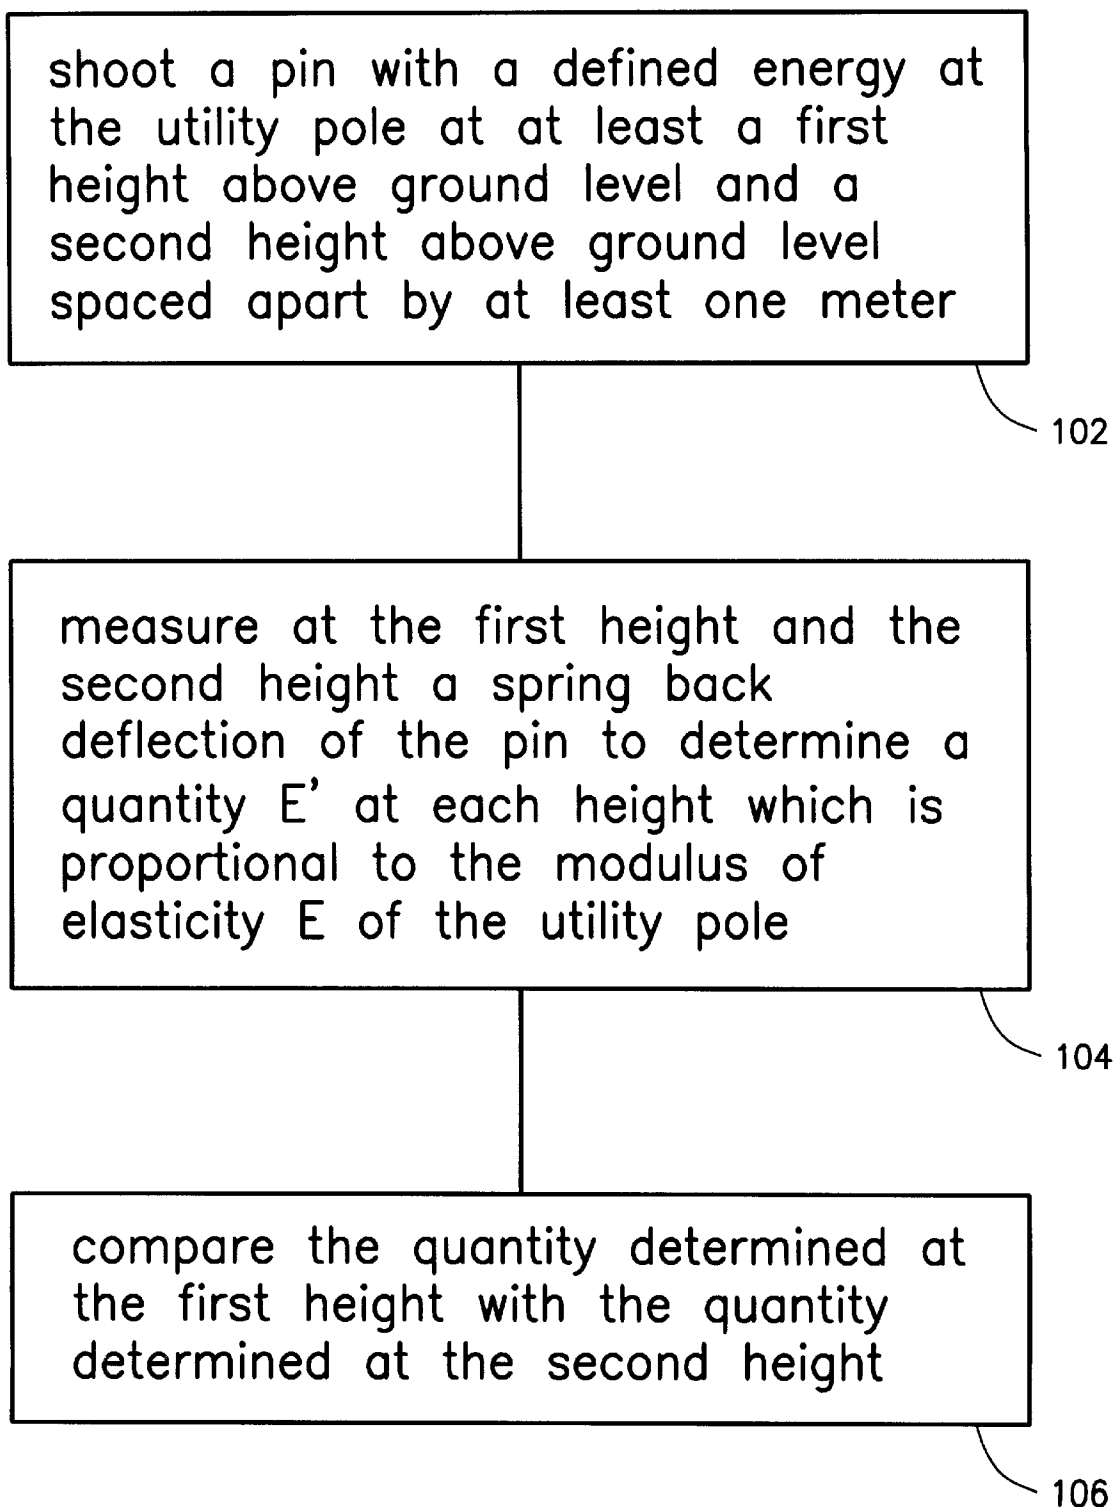 shoot a pin with a defined energy at
the utility pole at at least a first
height above ground level and a
second height above ground level
spaced apart by at least one meter
102
measure at the first height and the
second height a spring back
deflection of the pin to determine a
quantity E' at each height which is
proportional to the modulus of
elasticity E of the utility pole
104
compare the quantity determined at
the first height with the quantity
determined at the second height
106